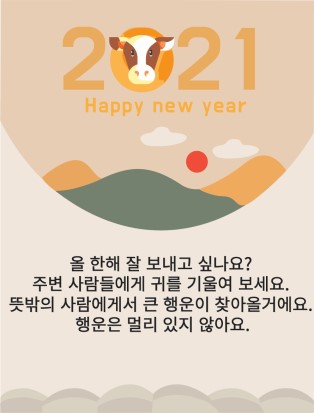 2021
Happy new year
올 한해 잘 보내고 싶나요?
주변 사람들에게 귀를 기울여 보세요.
뜻밖의 사람에게서 큰 행운이 찾아올거에요.
행운은 멀리 있지 않아요.